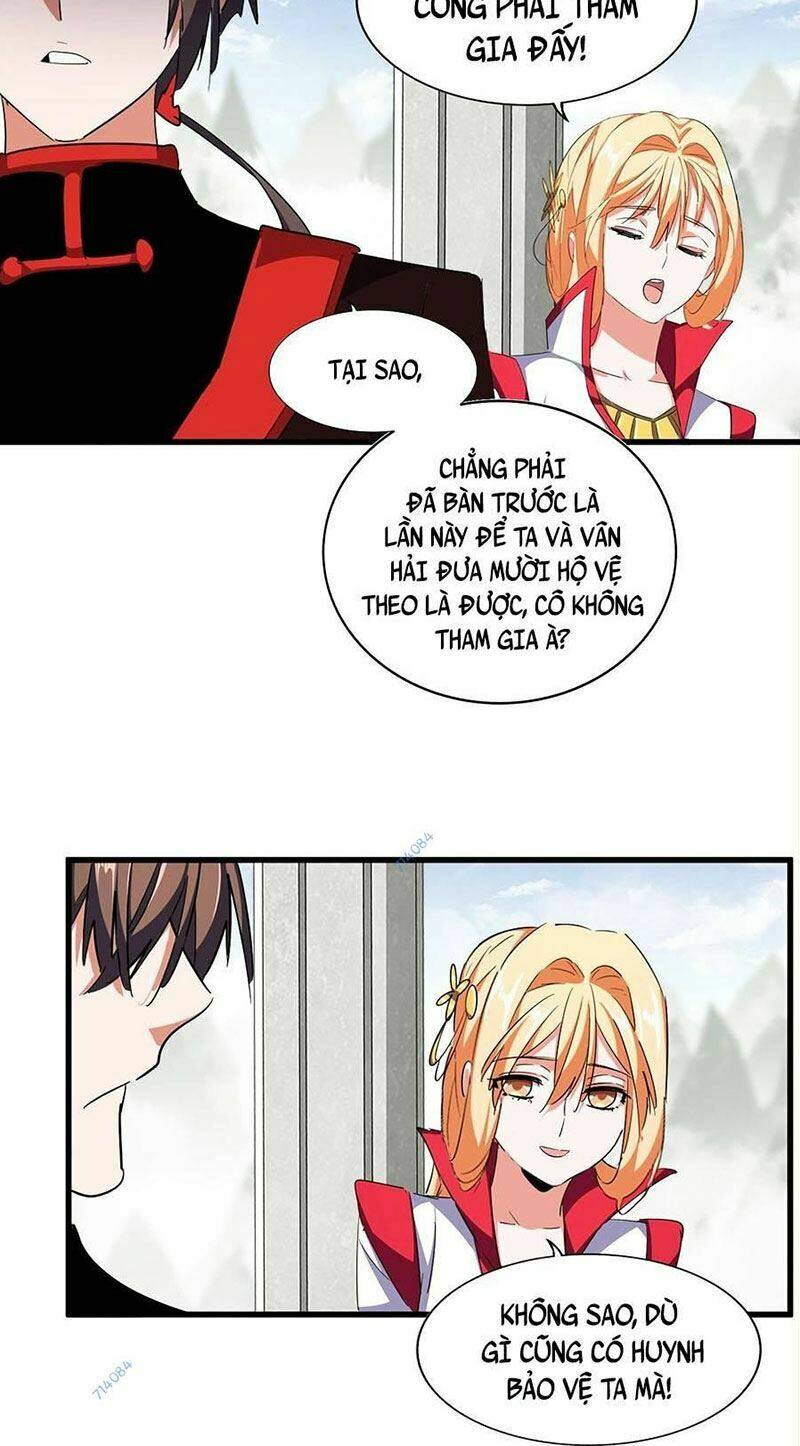 CŨNG PHẢI THAM
GIA ĐẤY!
TẠI SAO,
CHẲNG PHẢI
ĐÃ BÀN TRƯỚC LÀ
LẦN NÀY ĐỂ TA VÀ VÂN
HẢI ĐƯA MƯỜI HỘ VỆ
THEO LÀ ĐƯỢC, CÔ KHÔNG
THAM GIA À?
714084
KHÔNG SAO, DÙ
GÌ CŨNG CÓ HUYNH
BẢO VỆ TA MÀ!
714084